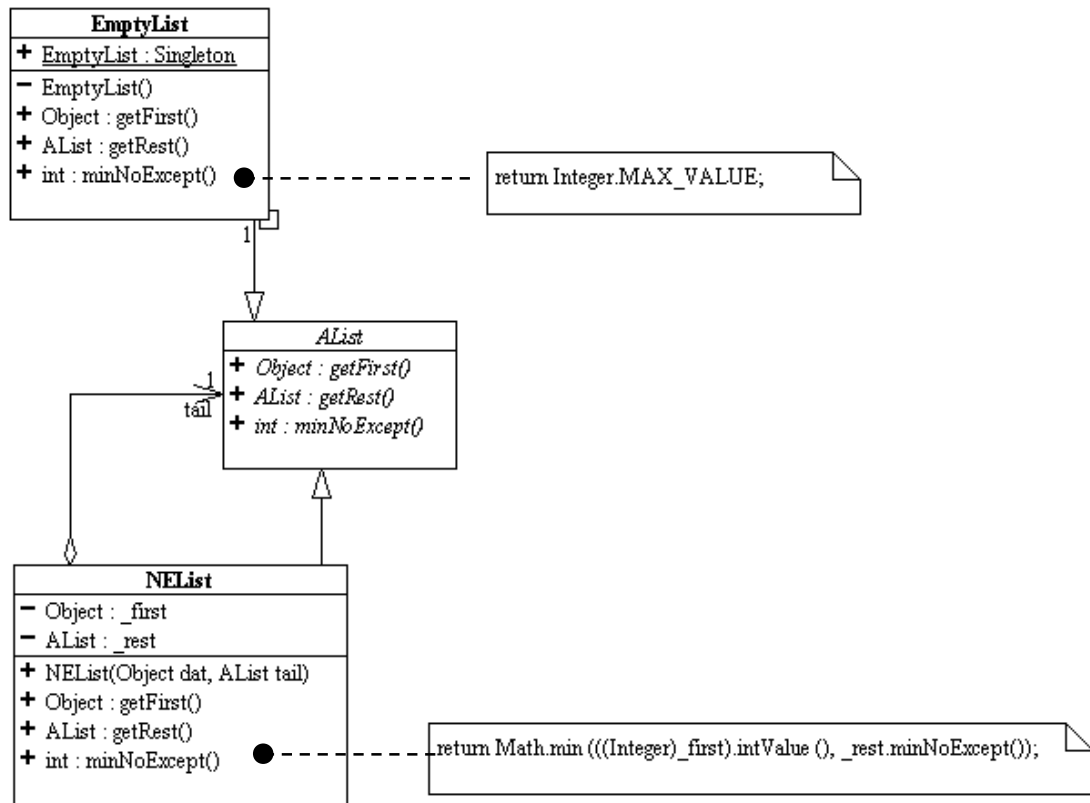 EmptyList
+ EmptyList : Singleton
− EmptyList()
+ Object : getFirst()
+ AList : getRest()
+ int : minNoExcept()
return Integer.MAX_VALUE;
1
AList
+ Object : getFirst()
+ AList : getRest()
+ int : minNoExcept()
1
tail
NEList
− Object : _first
− AList : _rest
+ NEList(Object dat, AList tail)
+ Object : getFirst()
+ AList : getRest()
+ int : minNoExcept()
return Math.min (((Integer)_first).intValue (), _rest.minNoExcept());